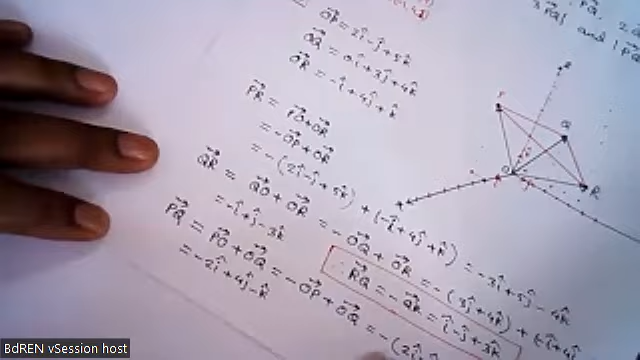 OP = 2î - ĵ + 5k̂
OQ = 0î + 3ĵ + 4k̂
OR = -î + 4ĵ + k̂
PR = PO + OR
= -OP + OR
= -(2î - ĵ + 5k̂) + (-î + 4ĵ + k̂) = -3î + 5ĵ - 4k̂
QR = QO + OR = -OQ + OR = -(3ĵ + 4k̂) + (-î + 4ĵ
= -î + ĵ - 3k̂
∴ RQ = -QR = î - ĵ + 3k̂
PQ = PO + OQ = -OP + OQ = -(2î
= -2î + 4ĵ - k̂
and |PQ
P
Q
R
O
BdREN vSession host